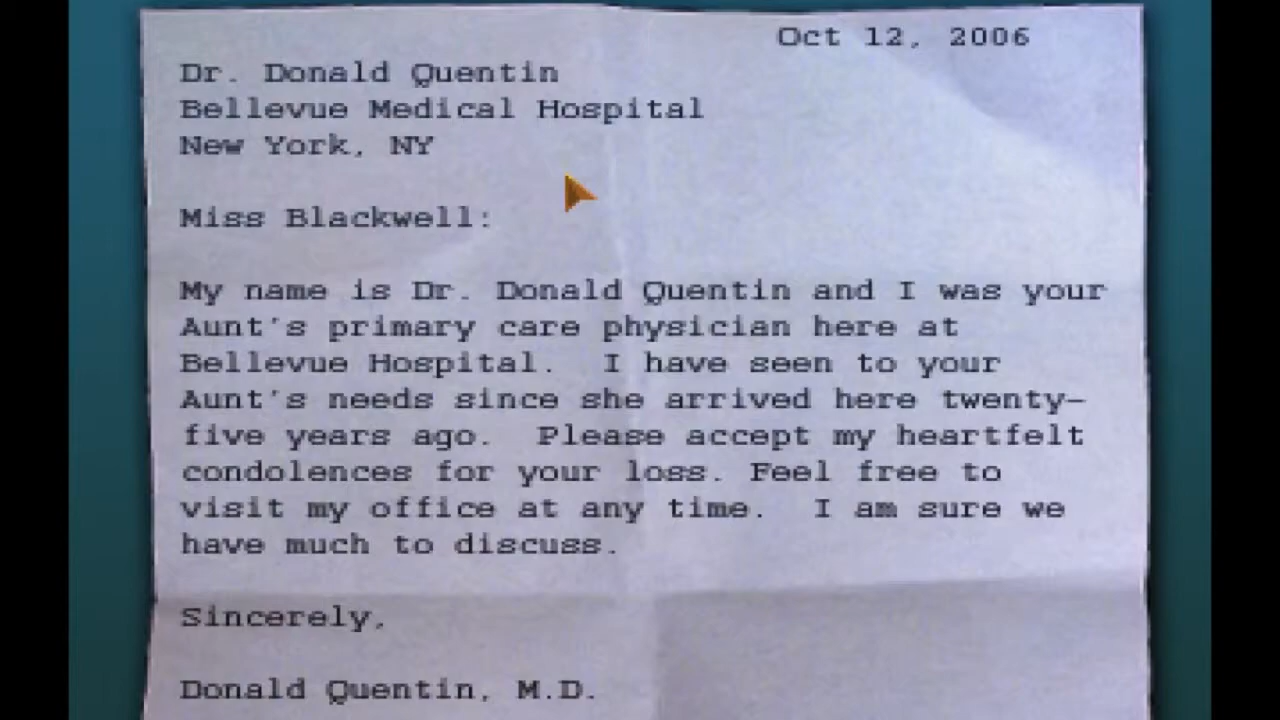 Oct 12, 2006
Dr. Donald Quentin
Bellevue Medical Hospital
New York, NY
Miss Blackwell:
My name is Dr. Donald Quentin and I was your
Aunt's primary care physician here at
Bellevue Hospital. I have seen to your
Aunt's needs since she arrived here twenty-
five years ago. Please accept my heartfelt
condolences for your loss. Feel free to
visit my office at any time. I am sure we
have much to discuss.
Sincerely,
Donald Quentin, M.D.